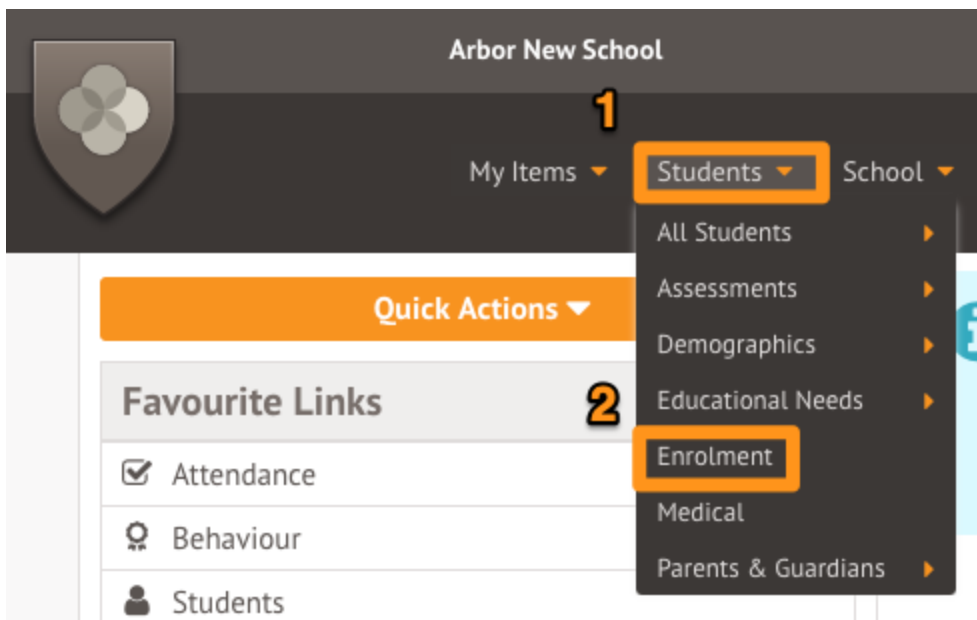 Arbor New School
1
My Items Students School
All Students
Assessments
Quick Actions
Demographics
Favourite Links
2
Educational Needs
Enrolment
Attendance
Medical
Behaviour
Parents & Guardians
Students